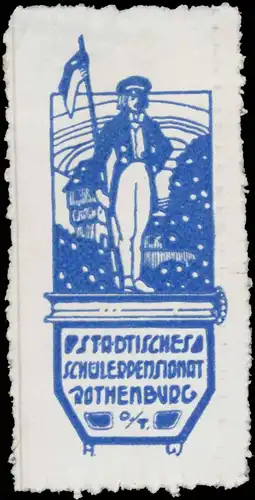 STÄDTISCHES
SCHÜLERPENSIONAT
ROTHENBURG
O/T.
A W